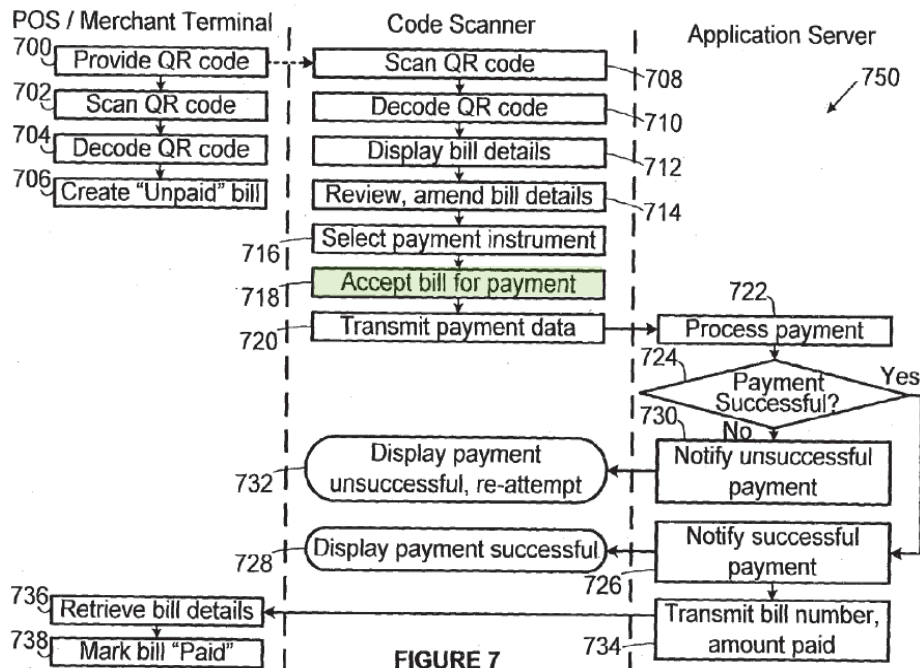 POS / Merchant Terminal
Code Scanner
Application Server
700
Provide QR code
702
Scan QR code
704
Decode QR code
706
Create “Unpaid” bill
Scan QR code
708
Decode QR code
710
Display bill details
712
Review, amend bill details
714
716
Select payment instrument
718
Accept bill for payment
720
Transmit payment data
750
722
Process payment
724
Payment
Successful?
Yes
No
730
Notify unsuccessful
payment
732
Display payment
unsuccessful, re-attempt
728
Display payment successful
726
Notify successful
payment
734
Transmit bill number,
amount paid
736
Retrieve bill details
738
Mark bill “Paid”
FIGURE 7